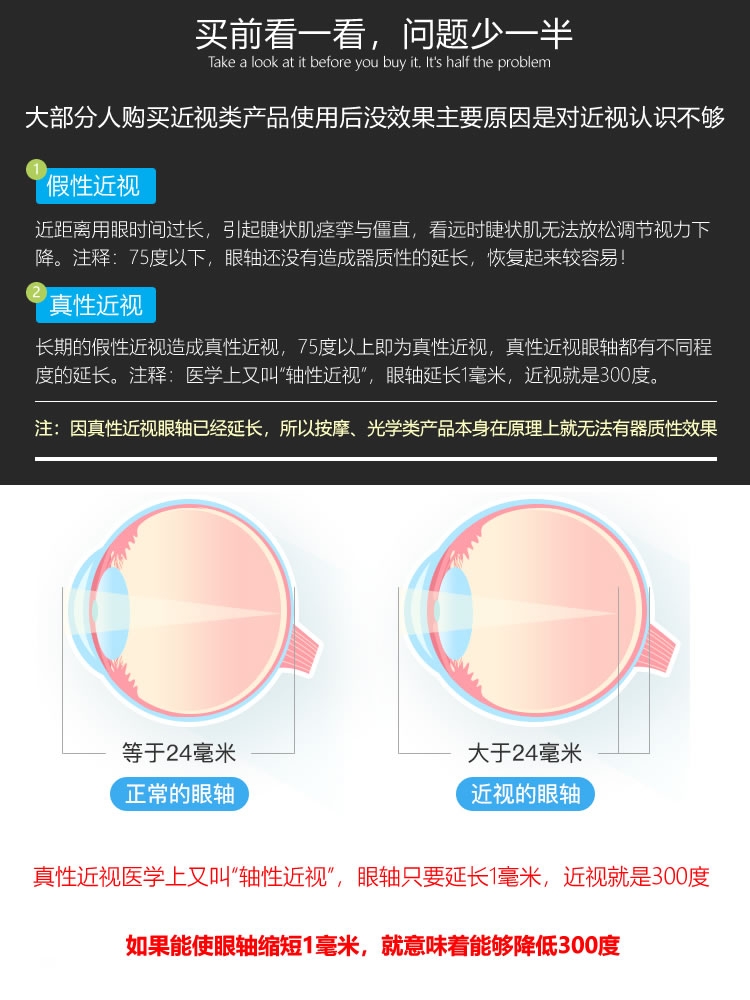 买前看一看，问题少一半
Take a look at it before you buy it. It's half the problem
大部分人购买近视类产品使用后没效果主要原因是对近视认识不够
1
假性近视
近距离用眼时间过长，引起睫状肌痉挛与僵直，看远时睫状肌无法放松调节视力下
降。注释：75度以下，眼轴还没有造成器质性的延长，恢复起来较容易！
2
真性近视
长期的假性近视造成真性近视，75度以上即为真性近视，真性近视眼轴都有不同程
度的延长。注释：医学上又叫“轴性近视”，眼轴延长1毫米，近视就是300度。
注：因真性近视眼轴已经延长，所以按摩、光学类产品本身在原理上就无法有器质性效果
等于24毫米
大于24毫米
正常的眼轴
近视的眼轴
真性近视医学上又叫“轴性近视”，眼轴只要延长1毫米，近视就是300度
如果能使眼轴缩短1毫米，就意味着能够降低300度